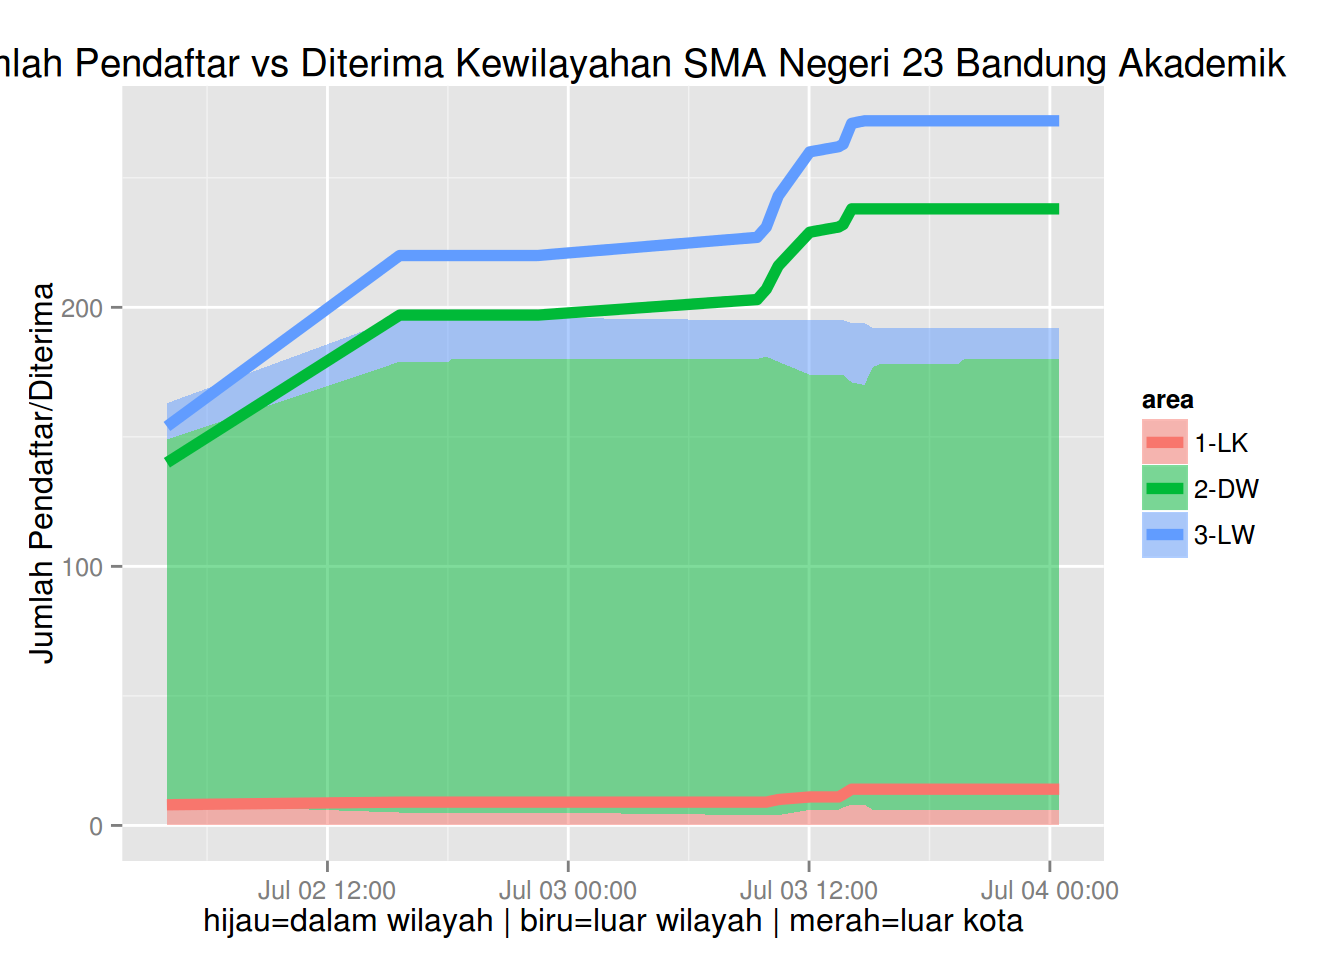 mlah Pendaftar vs Diterima Kewilayahan SMA Negeri 23 Bandung Akademik
Jumlah Pendaftar/Diterima
200
100
0
Jul 02 12:00
Jul 03 00:00
Jul 03 12:00
Jul 04 00:00
hijau=dalam wilayah | biru=luar wilayah | merah=luar kota
area
1-LK
2-DW
3-LW